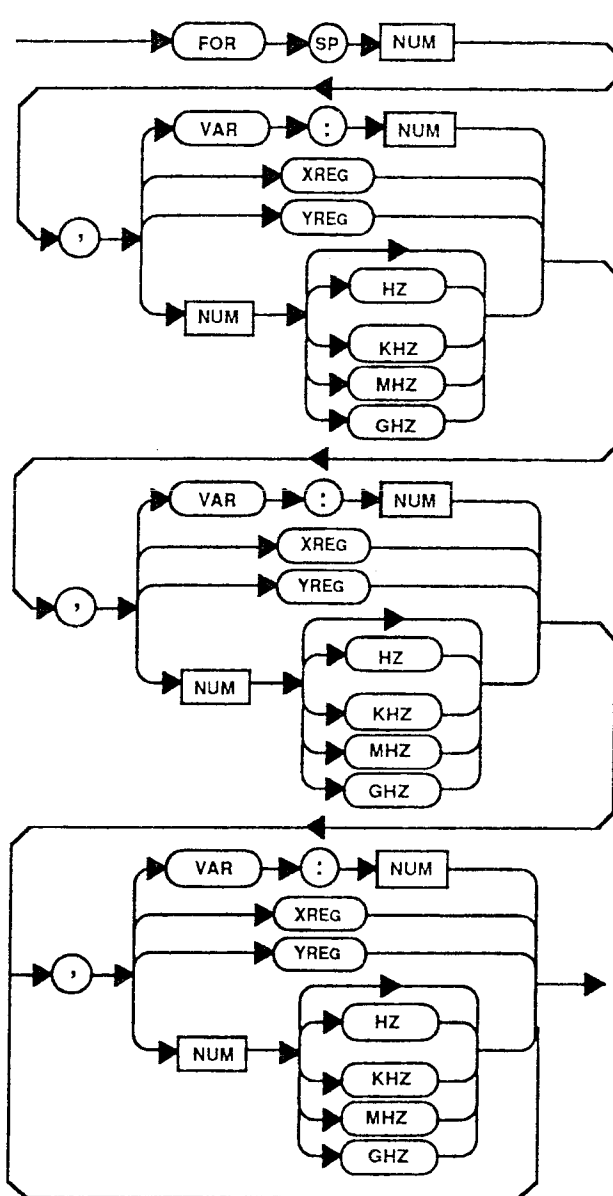 FOR SP NUM
VAR : NUM
XREG
YREG
,
NUM
HZ
KHZ
MHZ
GHZ
VAR : NUM
XREG
YREG
,
NUM
HZ
KHZ
MHZ
GHZ
VAR : NUM
XREG
YREG
,
NUM
HZ
KHZ
MHZ
GHZ